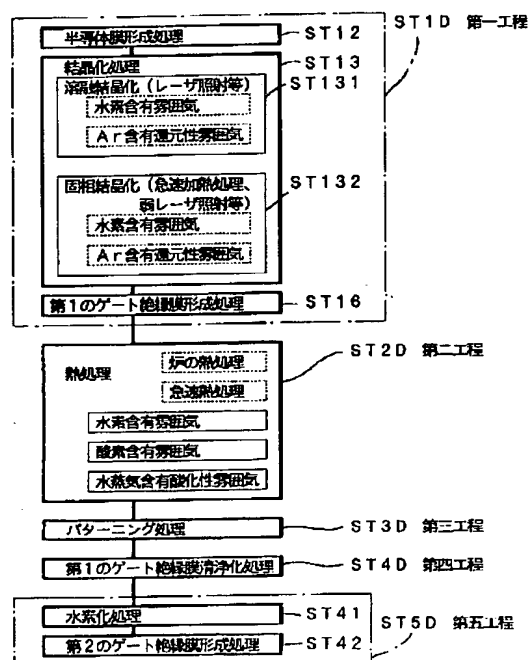 ST1D 第一工程
半導体膜形成処理 ST12
結晶化処理 ST13
溶融結晶化(レーザ照射等) ST131
水素含有雰囲気
Ar含有還元性雰囲気
固相結晶化(急速加熱処理、
弱レーザ照射等) ST132
水素含有雰囲気
Ar含有還元性雰囲気
第1のゲート絶縁膜形成処理 ST16
ST2D 第二工程
熱処理
炉の熱処理
急速熱処理
水素含有雰囲気
酸素含有雰囲気
水蒸気含有酸化性雰囲気
パターニング処理 ST3D 第三工程
第1のゲート絶縁膜清浄化処理 ST4D 第四工程
水素化処理 ST41
ST5D 第五工程
第2のゲート絶縁膜形成処理 ST42